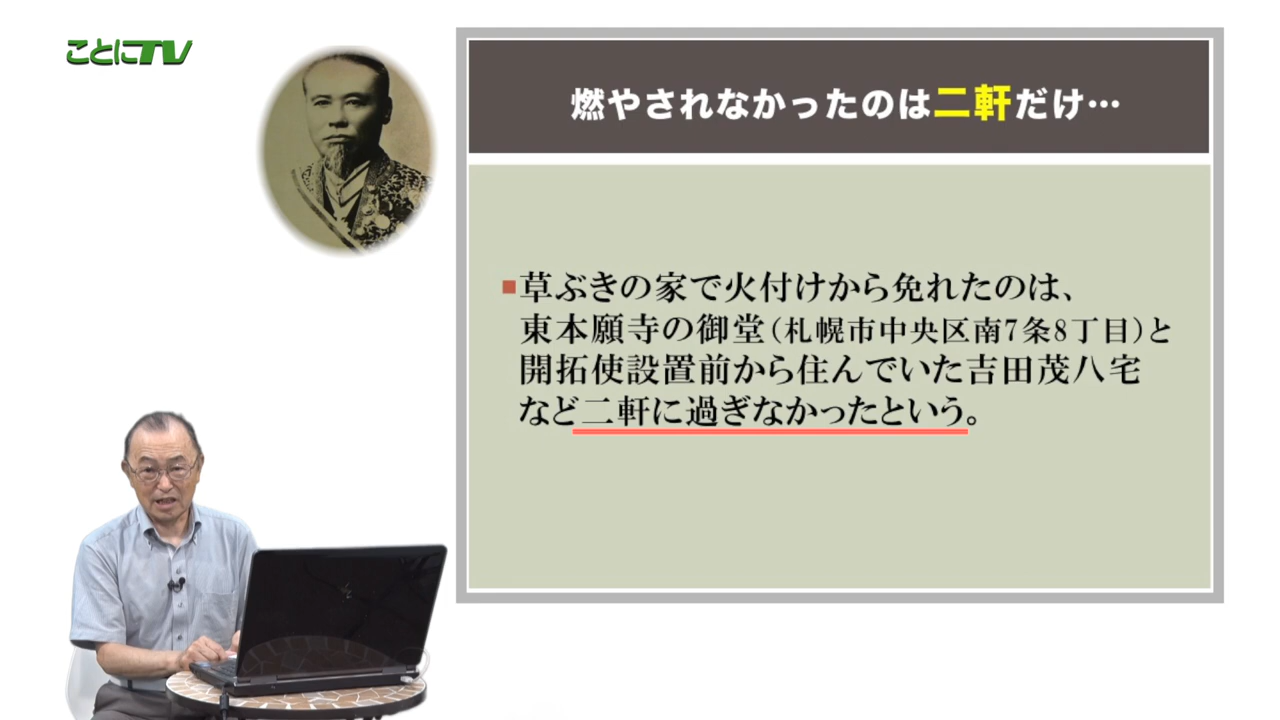 ことにTV
燃やされなかったのは二軒だけ…
■草ぶきの家で火付けから免れたのは、
東本願寺の御堂（札幌市中央区南7条8丁目）と
開拓使設置前から住んでいた吉田茂八宅
など二軒に過ぎなかったという。